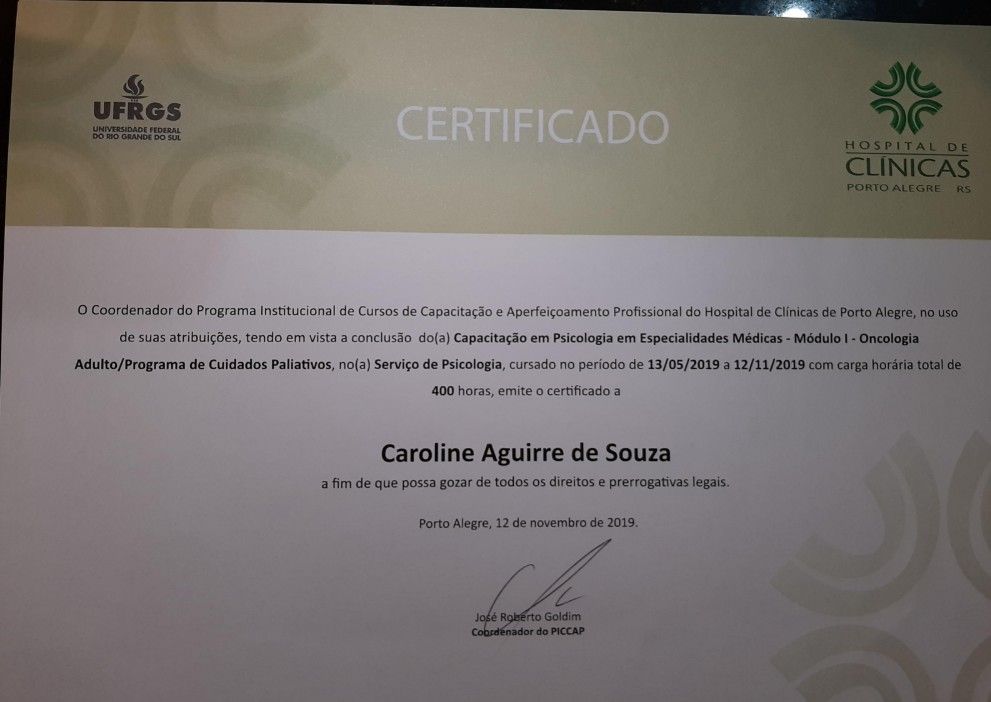 UFRGS
UNIVERSIDADE FEDERAL
DO RIO GRANDE DO SUL
CERTIFICADO
HOSPITAL DE
CLÍNICAS
PORTO ALEGRE RS
O Coordenador do Programa Institucional de Cursos de Capacitação e Aperfeiçoamento Profissional do Hospital de Clínicas de Porto Alegre, no uso
de suas atribuições, tendo em vista a conclusão do(a) Capacitação em Psicologia em Especialidades Médicas - Módulo I - Oncologia
Adulto/Programa de Cuidados Paliativos, no(a) Serviço de Psicologia, cursado no período de 13/05/2019 a 12/11/2019 com carga horária total de
400 horas, emite o certificado a
Caroline Aguirre de Souza
a fim de que possa gozar de todos os direitos e prerrogativas legais.
Porto Alegre, 12 de novembro de 2019.
José Roberto Goldim
Coordenador do PICCAP